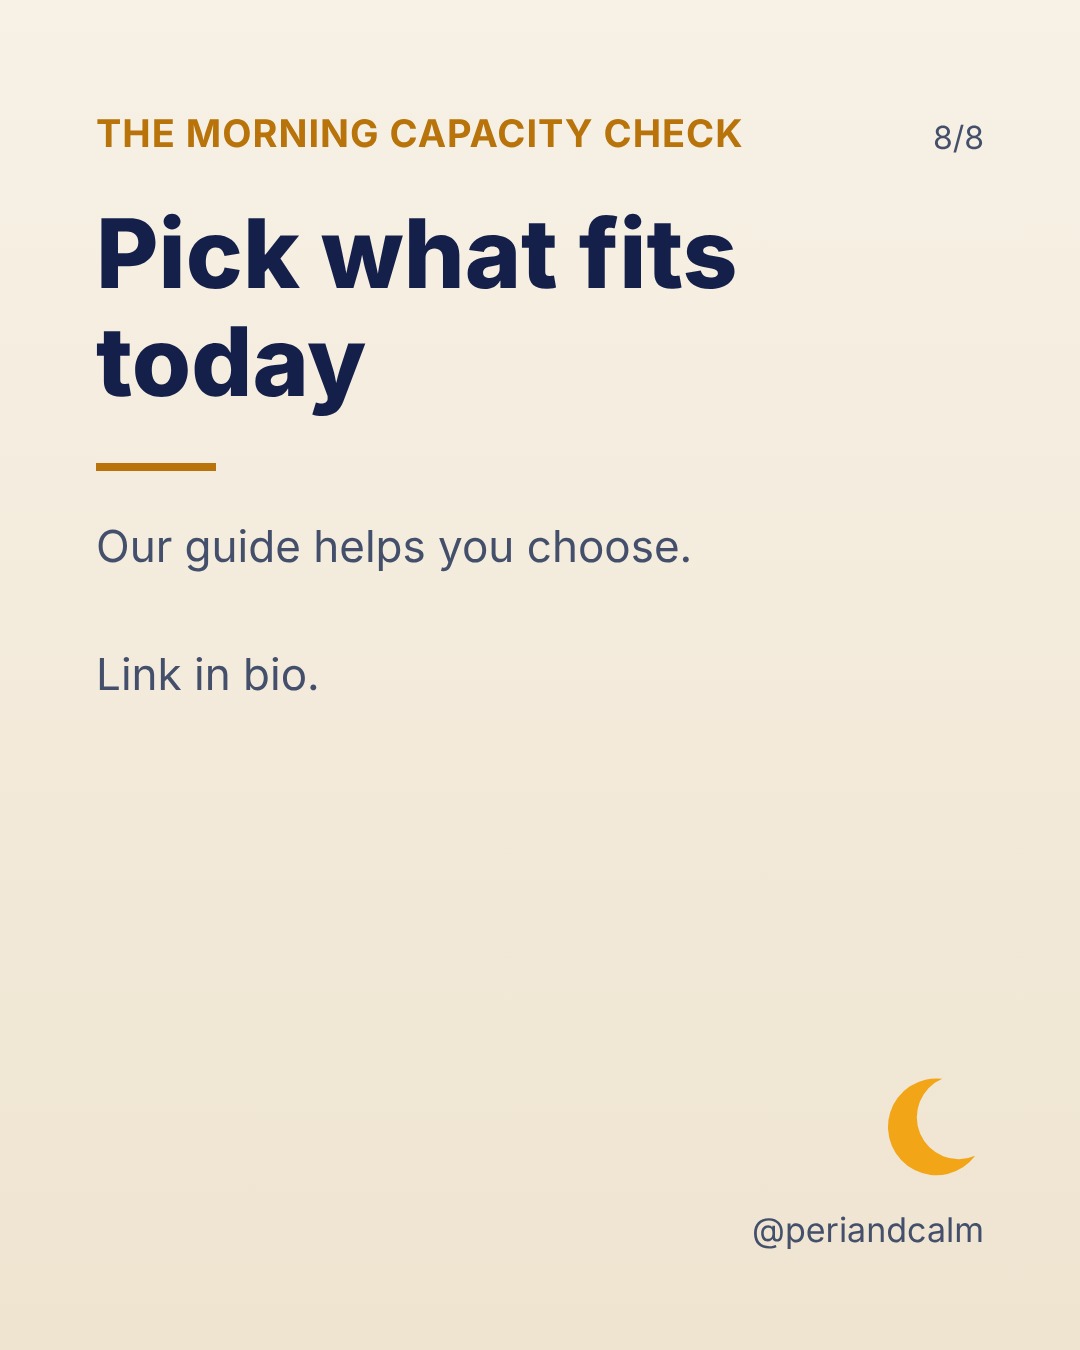 THE MORNING CAPACITY CHECK
8/8
Pick what fits
today
Our guide helps you choose.
Link in bio.
@periandcalm